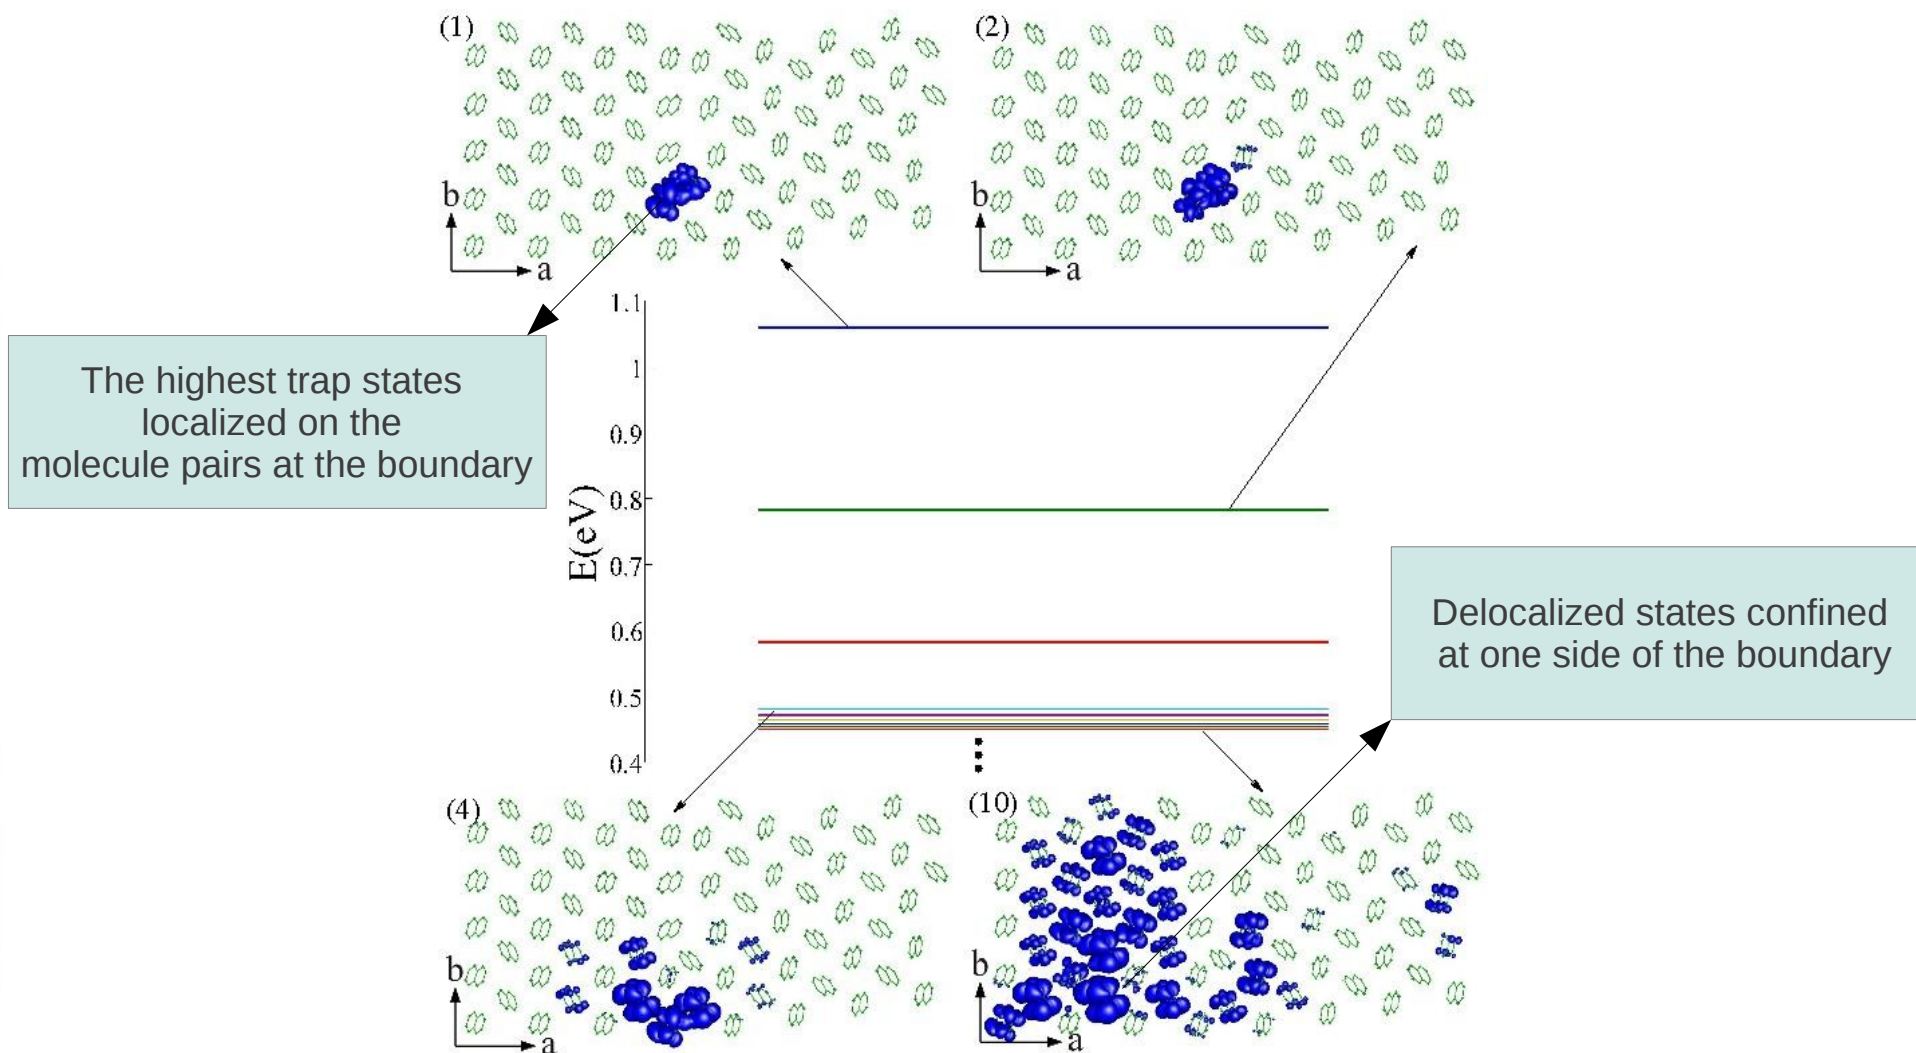 (1)
(2)
b
a
b
a
The highest trap states
localized on the
molecule pairs at the boundary
E(eV)
1.1
1
0.9
0.8
0.7
0.6
0.5
0.4
Delocalized states confined
at one side of the boundary
(4)
(10)
b
a
b
a